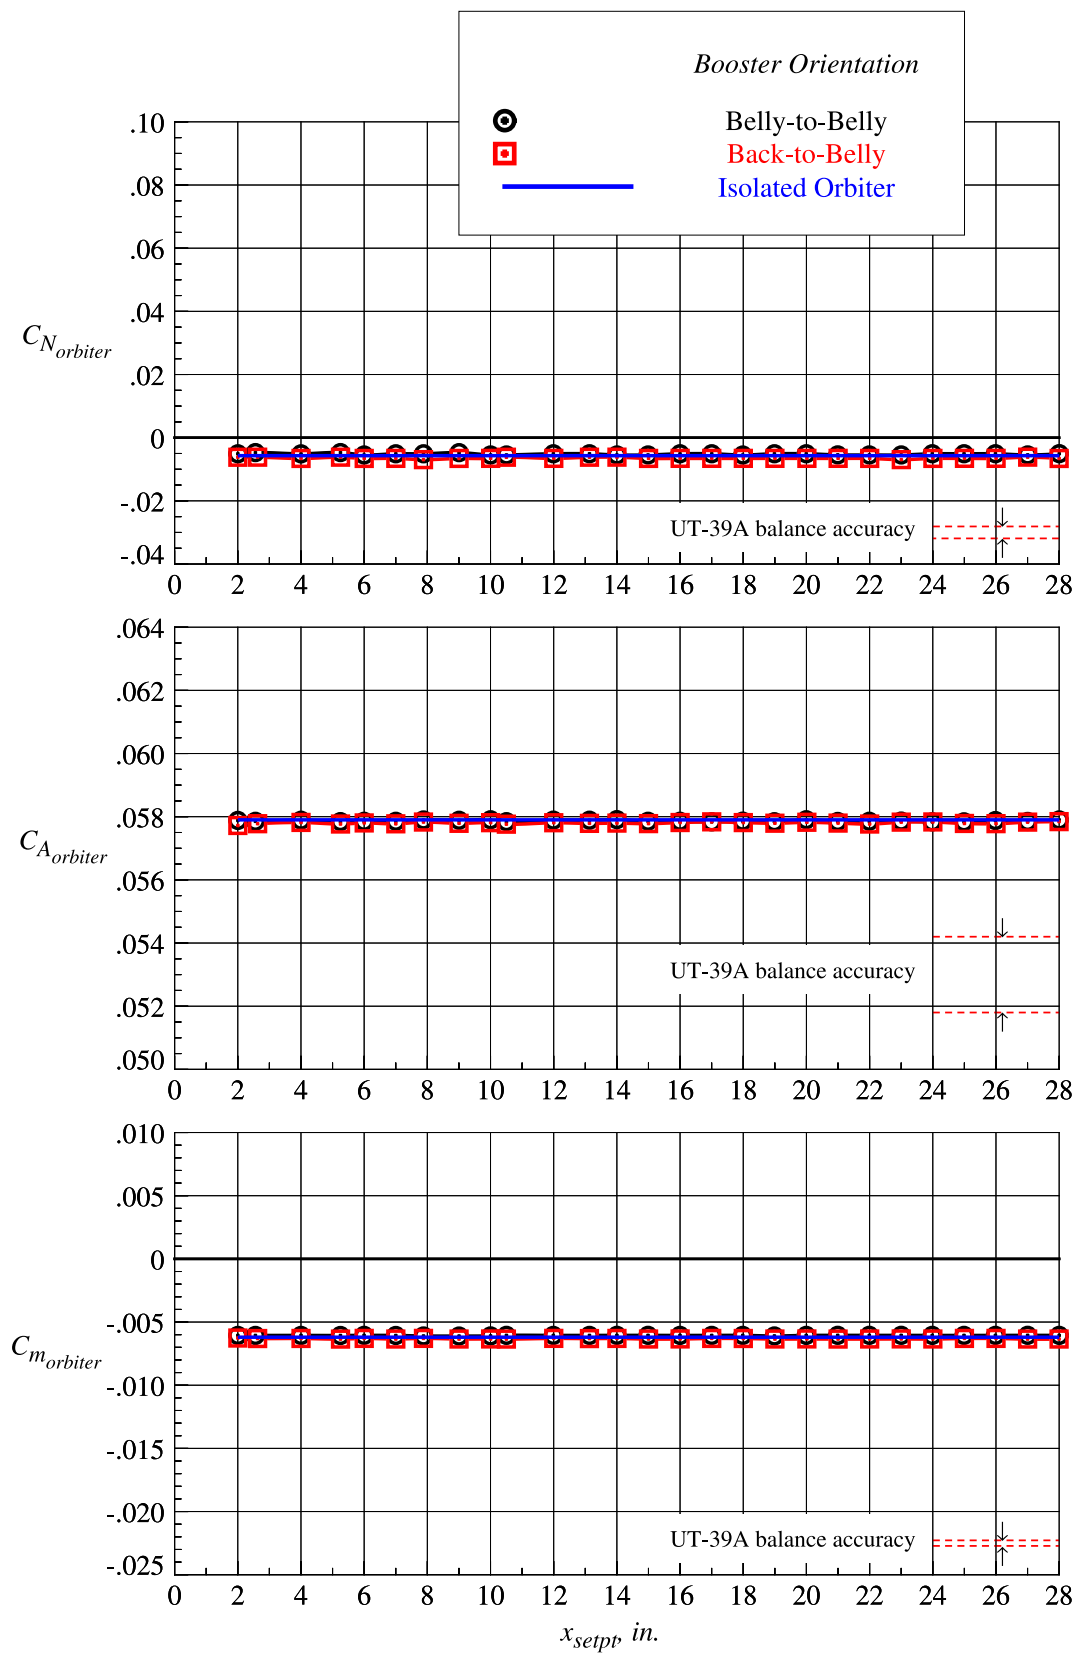 Booster Orientation
Belly-to-Belly
Back-to-Belly
Isolated Orbiter
.10
.08
.06
.04
.02
0
-.02
-.04
C_N_orbiter
UT-39A balance accuracy
0 2 4 6 8 10 12 14 16 18 20 22 24 26 28
.064
.062
.060
.058
.056
.054
.052
.050
C_A_orbiter
UT-39A balance accuracy
0 2 4 6 8 10 12 14 16 18 20 22 24 26 28
.010
.005
0
-.005
-.010
-.015
-.020
-.025
C_m_orbiter
UT-39A balance accuracy
0 2 4 6 8 10 12 14 16 18 20 22 24 26 28
x_setpt, in.